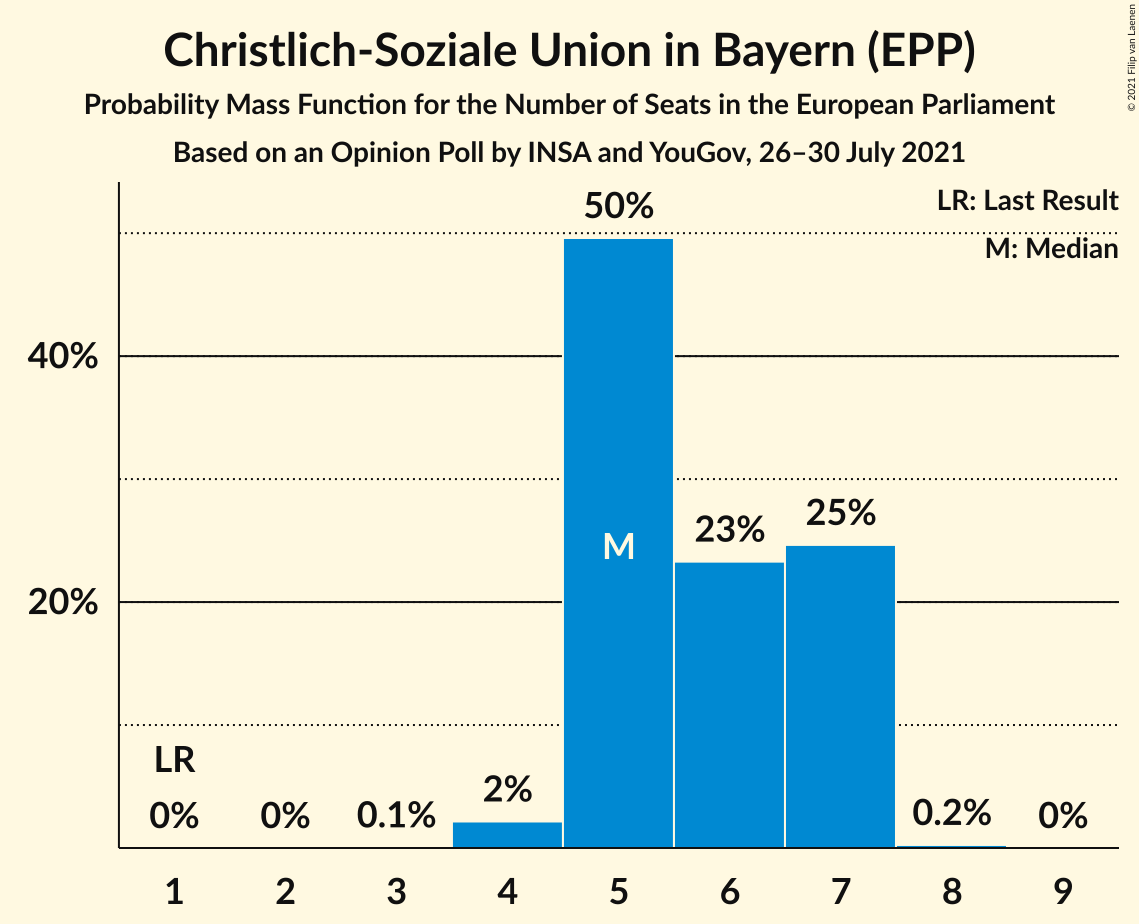 Christlich-Soziale Union in Bayern (EPP)
Probability Mass Function for the Number of Seats in the European Parliament
Based on an Opinion Poll by INSA and YouGov, 26–30 July 2021
© 2021 Filip van Laenen
LR: Last Result
M: Median
50%
40%
M
23%
25%
20%
LR
0%
0%
0.1%
2%
0.2%
0%
1 2 3 4 5 6 7 8 9